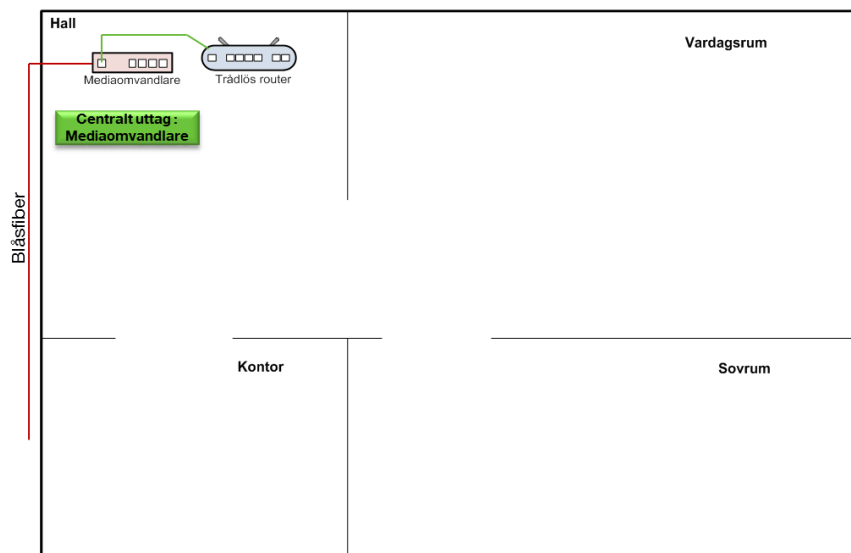 Hall
Vardagsrum
Mediaomvandlare
Trådlös router
Centralt uttag :
Mediaomvandlare
Blåsfiber
Kontor
Sovrum